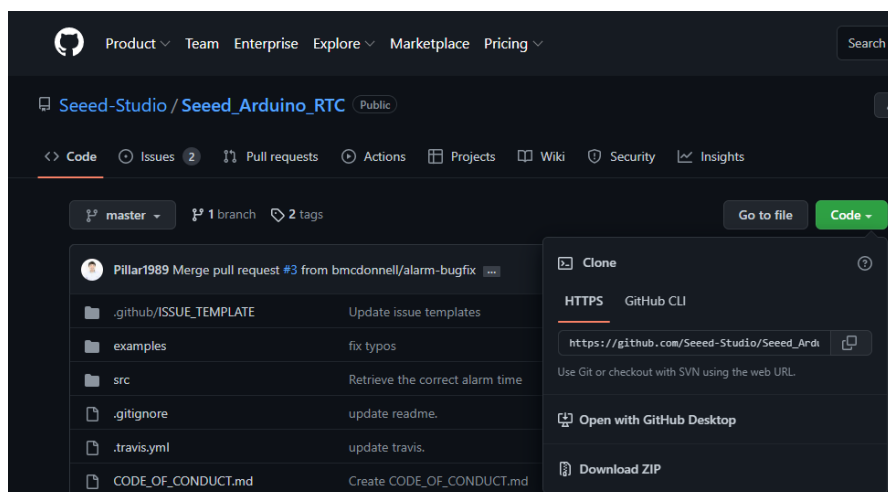 Product Team Enterprise Explore Marketplace Pricing Search
Seeed-Studio / Seeed_Arduino_RTC Public
<> Code Issues 2 Pull requests Actions Projects Wiki Security Insights
master 1 branch 2 tags Go to file Code
Pillar1989 Merge pull request #3 from bmcdonnell/alarm-bugfix ...
Clone
HTTPS GitHub CLI
.github/ISSUE_TEMPLATE Update issue templates
https://github.com/Seeed-Studio/Seeed_Ardu
examples fix typos
Use Git or checkout with SVN using the web URL.
src Retrieve the correct alarm time
.gitignore update readme.
Open with GitHub Desktop
.travis.yml update travis.
Download ZIP
CODE_OF_CONDUCT.md Create CODE_OF_CONDUCT.md